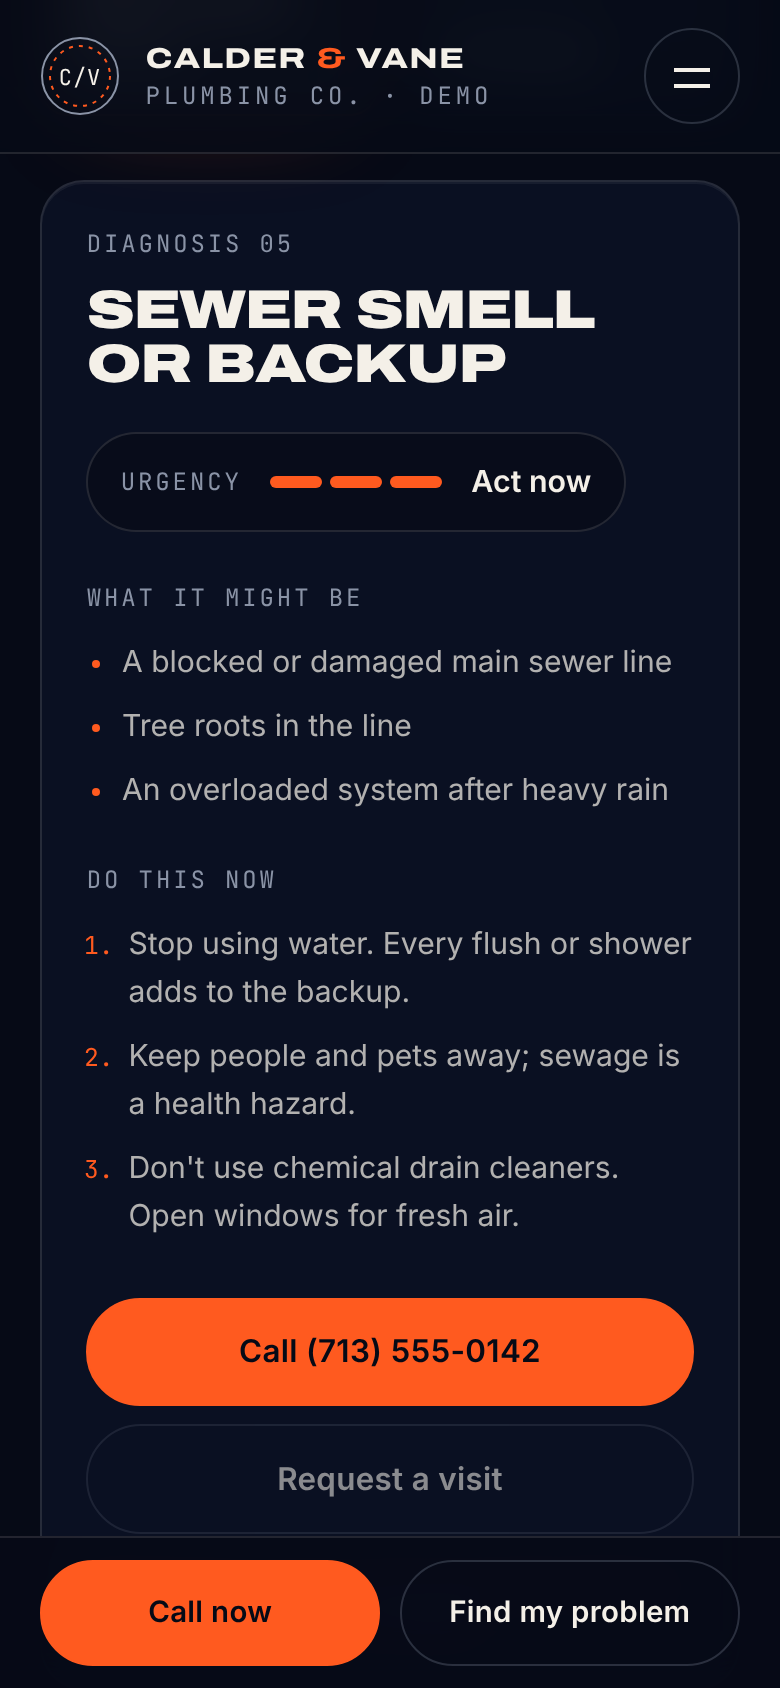 C/V
CALDER & VANE
PLUMBING CO. · DEMO
DIAGNOSIS 05
SEWER SMELL
OR BACKUP
URGENCY Act now
WHAT IT MIGHT BE
• A blocked or damaged main sewer line
• Tree roots in the line
• An overloaded system after heavy rain
DO THIS NOW
1. Stop using water. Every flush or shower
adds to the backup.
2. Keep people and pets away; sewage is
a health hazard.
3. Don't use chemical drain cleaners.
Open windows for fresh air.
Call (713) 555-0142
Request a visit
Call now Find my problem